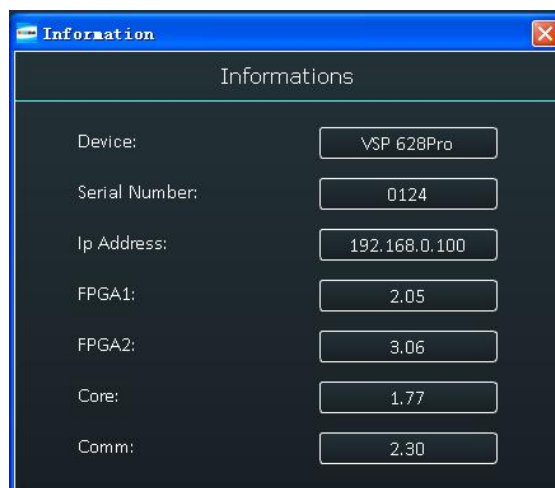 Information
Informations
Device: VSP 628Pro
Serial Number: 0124
Ip Address: 192.168.0.100
FPGA1: 2.05
FPGA2: 3.06
Core: 1.77
Comm: 2.30